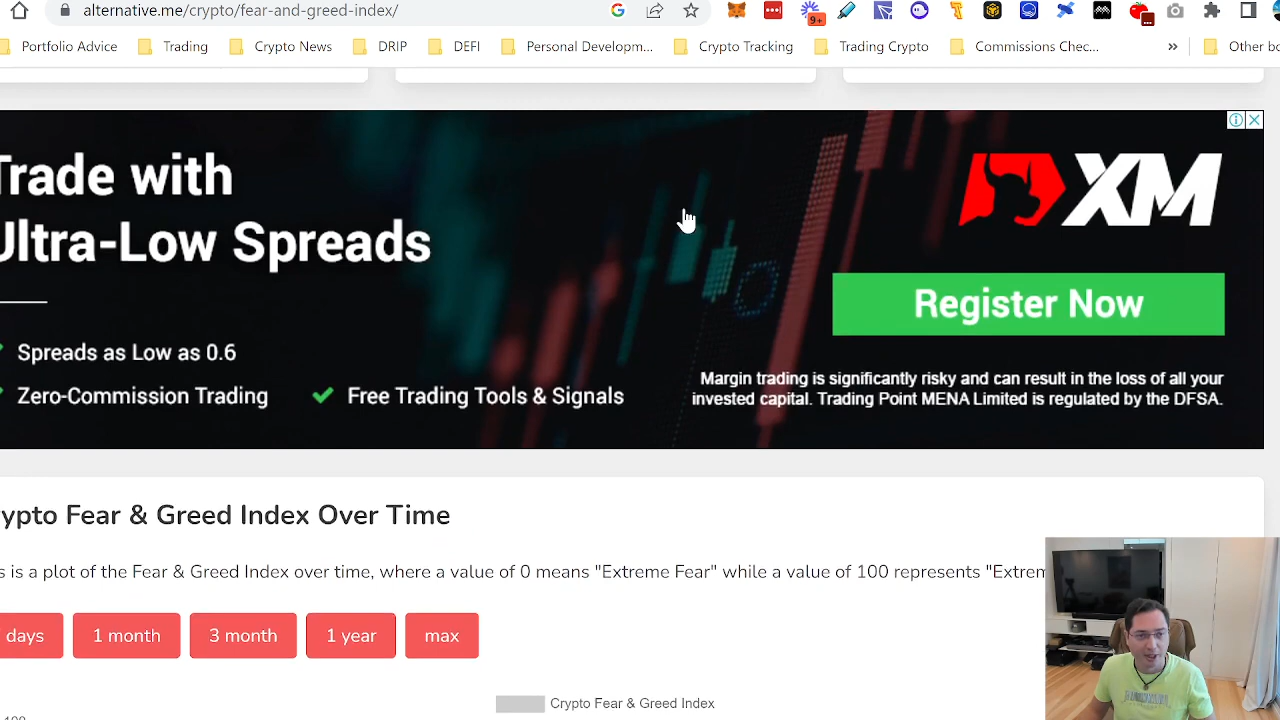 alternative.me/crypto/fear-and-greed-index/
9+
Portfolio Advice Trading Crypto News DRIP DEFI Personal Developm... Crypto Tracking Trading Crypto Commissions Chec... » Other bo
Trade with
Ultra-Low Spreads
XM
Register Now
Spreads as Low as 0.6
Zero-Commission Trading Free Trading Tools & Signals
Margin trading is significantly risky and can result in the loss of all your
invested capital. Trading Point MENA Limited is regulated by the DFSA.
ypto Fear & Greed Index Over Time
s is a plot of the Fear & Greed Index over time, where a value of 0 means "Extreme Fear" while a value of 100 represents "Extrem
days 1 month 3 month 1 year max
Crypto Fear & Greed Index
100